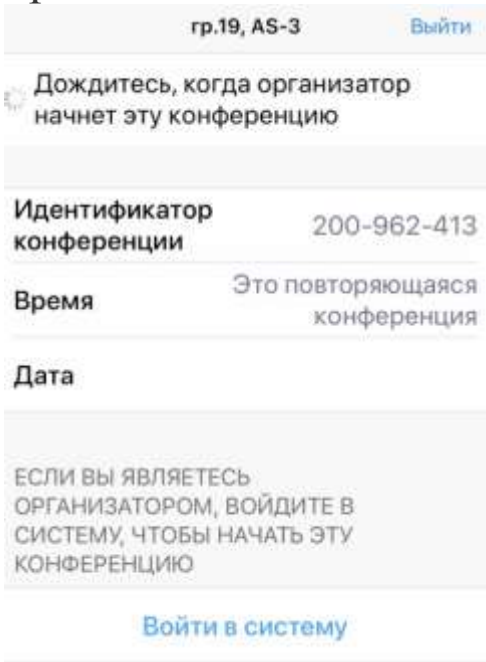 гр.19, AS-3 Выйти
Дождитесь, когда организатор
начнет эту конференцию
Идентификатор
конференции
200-962-413
Время
Это повторяющаяся
конференция
Дата
ЕСЛИ ВЫ ЯВЛЯЕТЕСЬ
ОРГАНИЗАТОРОМ, ВОЙДИТЕ В
СИСТЕМУ, ЧТОБЫ НАЧАТЬ ЭТУ
КОНФЕРЕНЦИЮ
Войти в систему